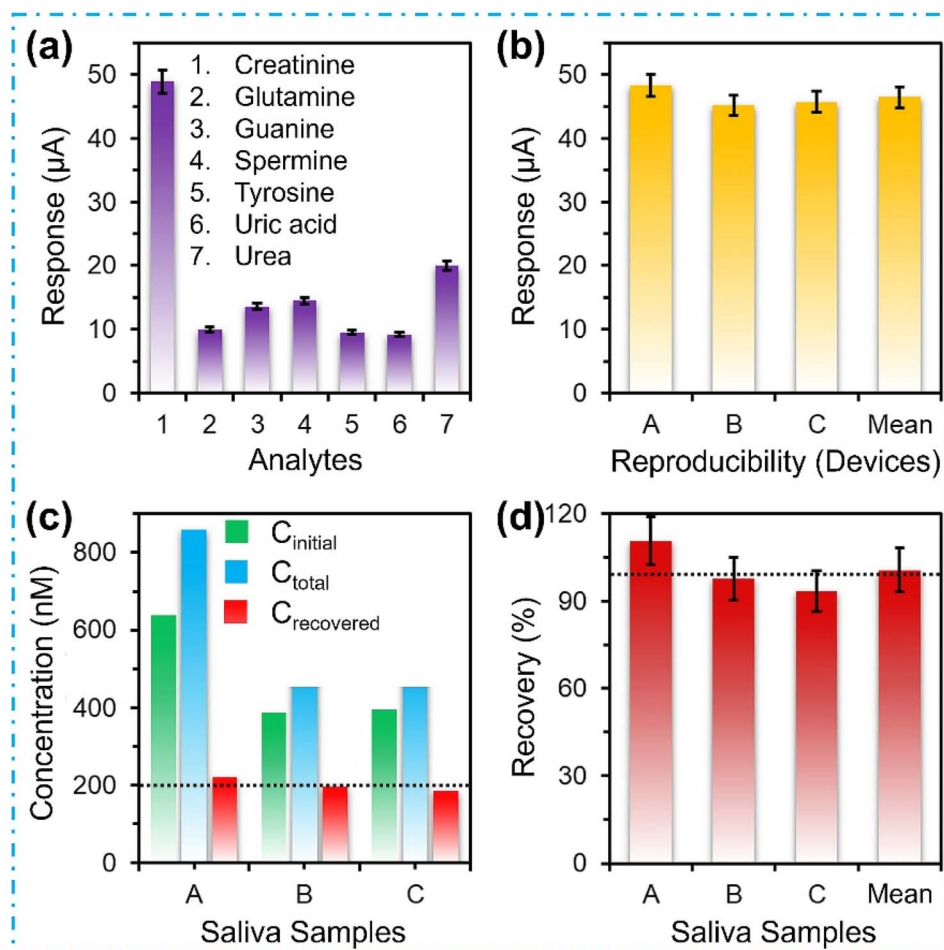 (a)
50
40
30
20
10
0
Response (μA)
1. Creatinine
2. Glutamine
3. Guanine
4. Spermine
5. Tyrosine
6. Uric acid
7. Urea
1 2 3 4 5 6 7
Analytes
(b)
50
40
30
20
10
0
Response (μA)
A B C Mean
Reproducibility (Devices)
(c)
800
600
400
200
0
Concentration (nM)
Cinitial
Ctotal
Crecovered
A B C
Saliva Samples
(d)
120
90
60
30
0
Recovery (%)
A B C Mean
Saliva Samples